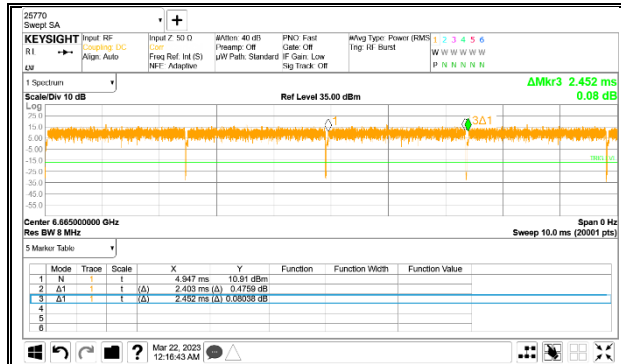 25770
Swept SA
KEYSIGHT Input: RF Input Z: 50 Ω #Atten: 40 dB PNO: Fast #Avg Type: Power (RMS 1 2 3 4 5 6
RL Coupling: DC Corr Preamp: Off Gate: Off Trig: RF Burst W W W W W W
Align: Auto Freq Ref: Int (S) µW Path: Standard IF Gain: Low
NFE: Adaptive Sig Track: Off P N N N N N
1 Spectrum ΔMkr3 2.452 ms
Scale/Div 10 dB Ref Level 35.00 dBm 0.08 dB
Log
25.0
15.0
1 3Δ1
5.00
-5.00
-15.0
-25.0
-35.0
-45.0
-55.0
Center 6.665000000 GHz Span 0 Hz
Res BW 8 MHz Sweep 10.0 ms (20001 pts)
5 Marker Table
Mode Trace Scale X Y Function Function Width Function Value
1 N 1 t 4.947 ms 10.91 dBm
2 Δ1 1 t (Δ) 2.403 ms (Δ) 0.4759 dB
3 Δ1 1 t (Δ) 2.452 ms (Δ) 0.08038 dB
4
5
6
? Mar 22, 2023
12:16:43 AM